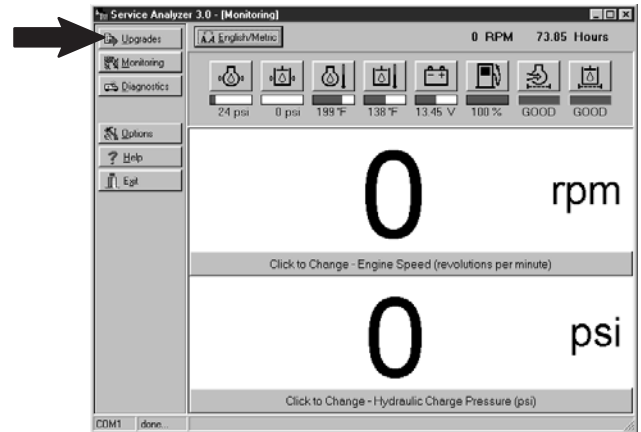 Service Analyzer 3.0 - [Monitoring]
Upgrades
English/Metric
0 RPM 73.05 Hours
Monitoring
Diagnostics
24 psi 0 psi 199°F 138°F 13.45 V 100 % GOOD GOOD
Options
Help
Exit
0 rpm
Click to Change - Engine Speed (revolutions per minute)
0 psi
Click to Change - Hydraulic Charge Pressure (psi)
COM1 done...